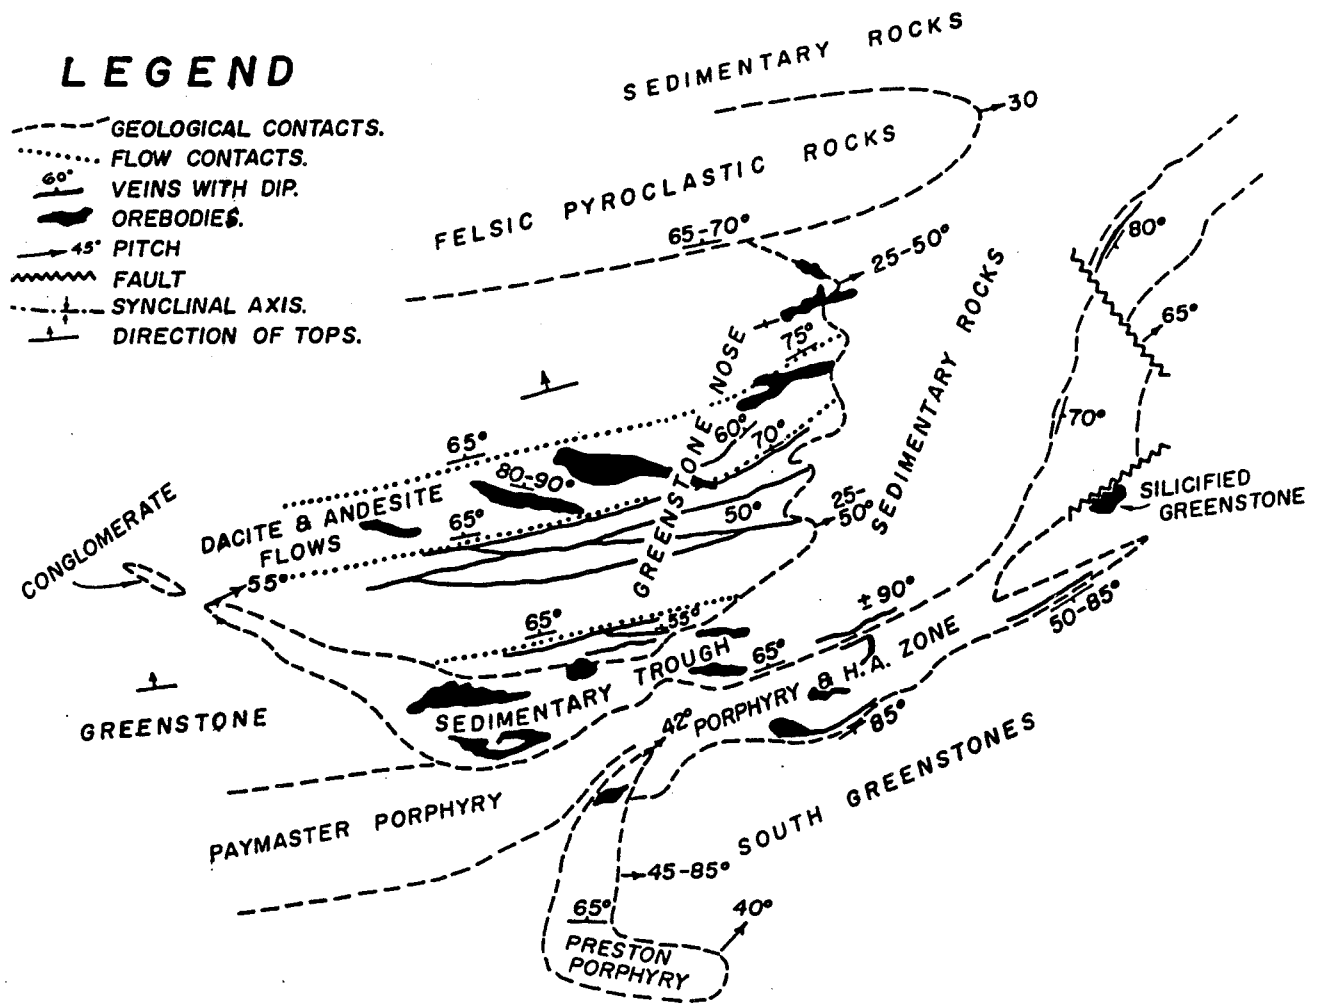 LEGEND
GEOLOGICAL CONTACTS.
FLOW CONTACTS.
60°
VEINS WITH DIP.
OREBODIES.
45° PITCH
FAULT
SYNCLINAL AXIS.
DIRECTION OF TOPS.
SEDIMENTARY ROCKS
30
FELSIC PYROCLASTIC ROCKS
65-70°
25-50°
80°
65°
75°
GREENSTONE NOSE
SEDIMENTARY ROCKS
70°
60°
70°
65°
80-90°
DACITE & ANDESITE
FLOWS
65°
50°
25-
50°
SILICIFIED
GREENSTONE
CONGLOMERATE
55°
65°
55°
± 90°
50-85°
65°
SEDIMENTARY TROUGH
PORPHYRY & H.A. ZONE
GREENSTONE
42°
85°
SOUTH GREENSTONES
PAYMASTER PORPHYRY
45-85°
65°
40°
PRESTON
PORPHYRY